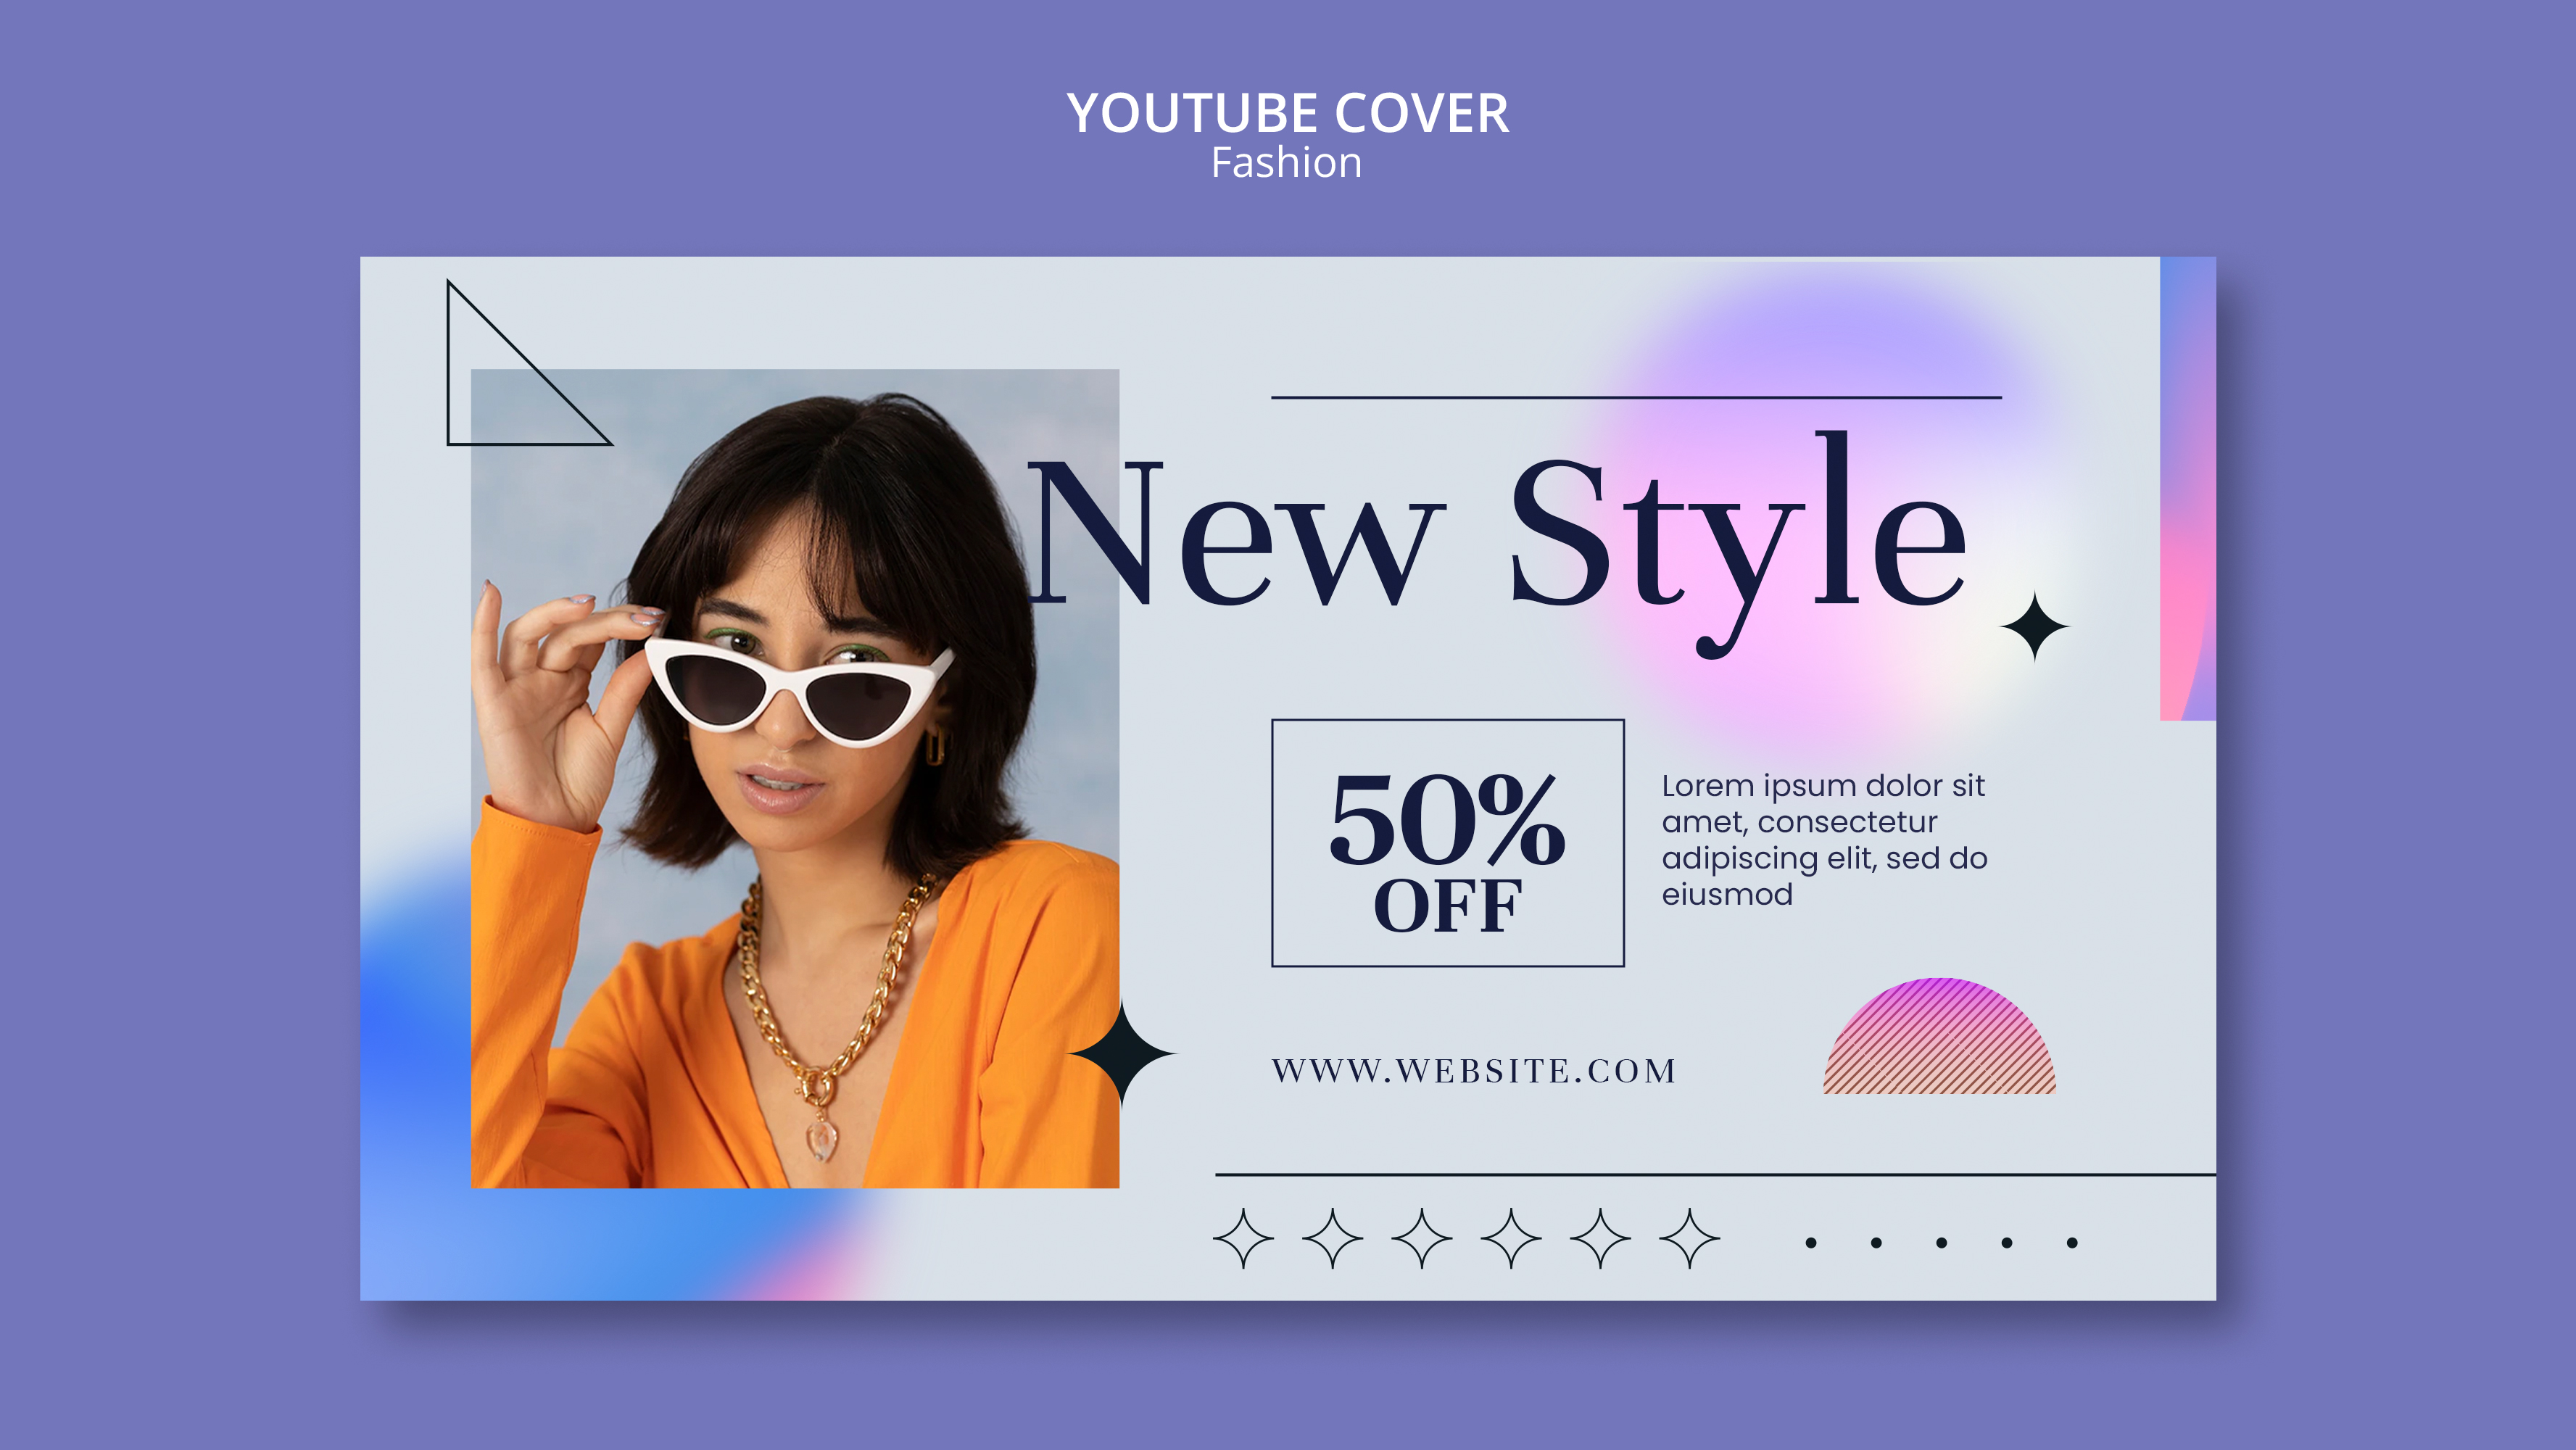 YOUTUBE COVER
Fashion
New Style
50%
OFF
Lorem ipsum dolor sit
amet, consectetur
adipiscing elit, sed do
eiusmod
WWW.WEBSITE.COM